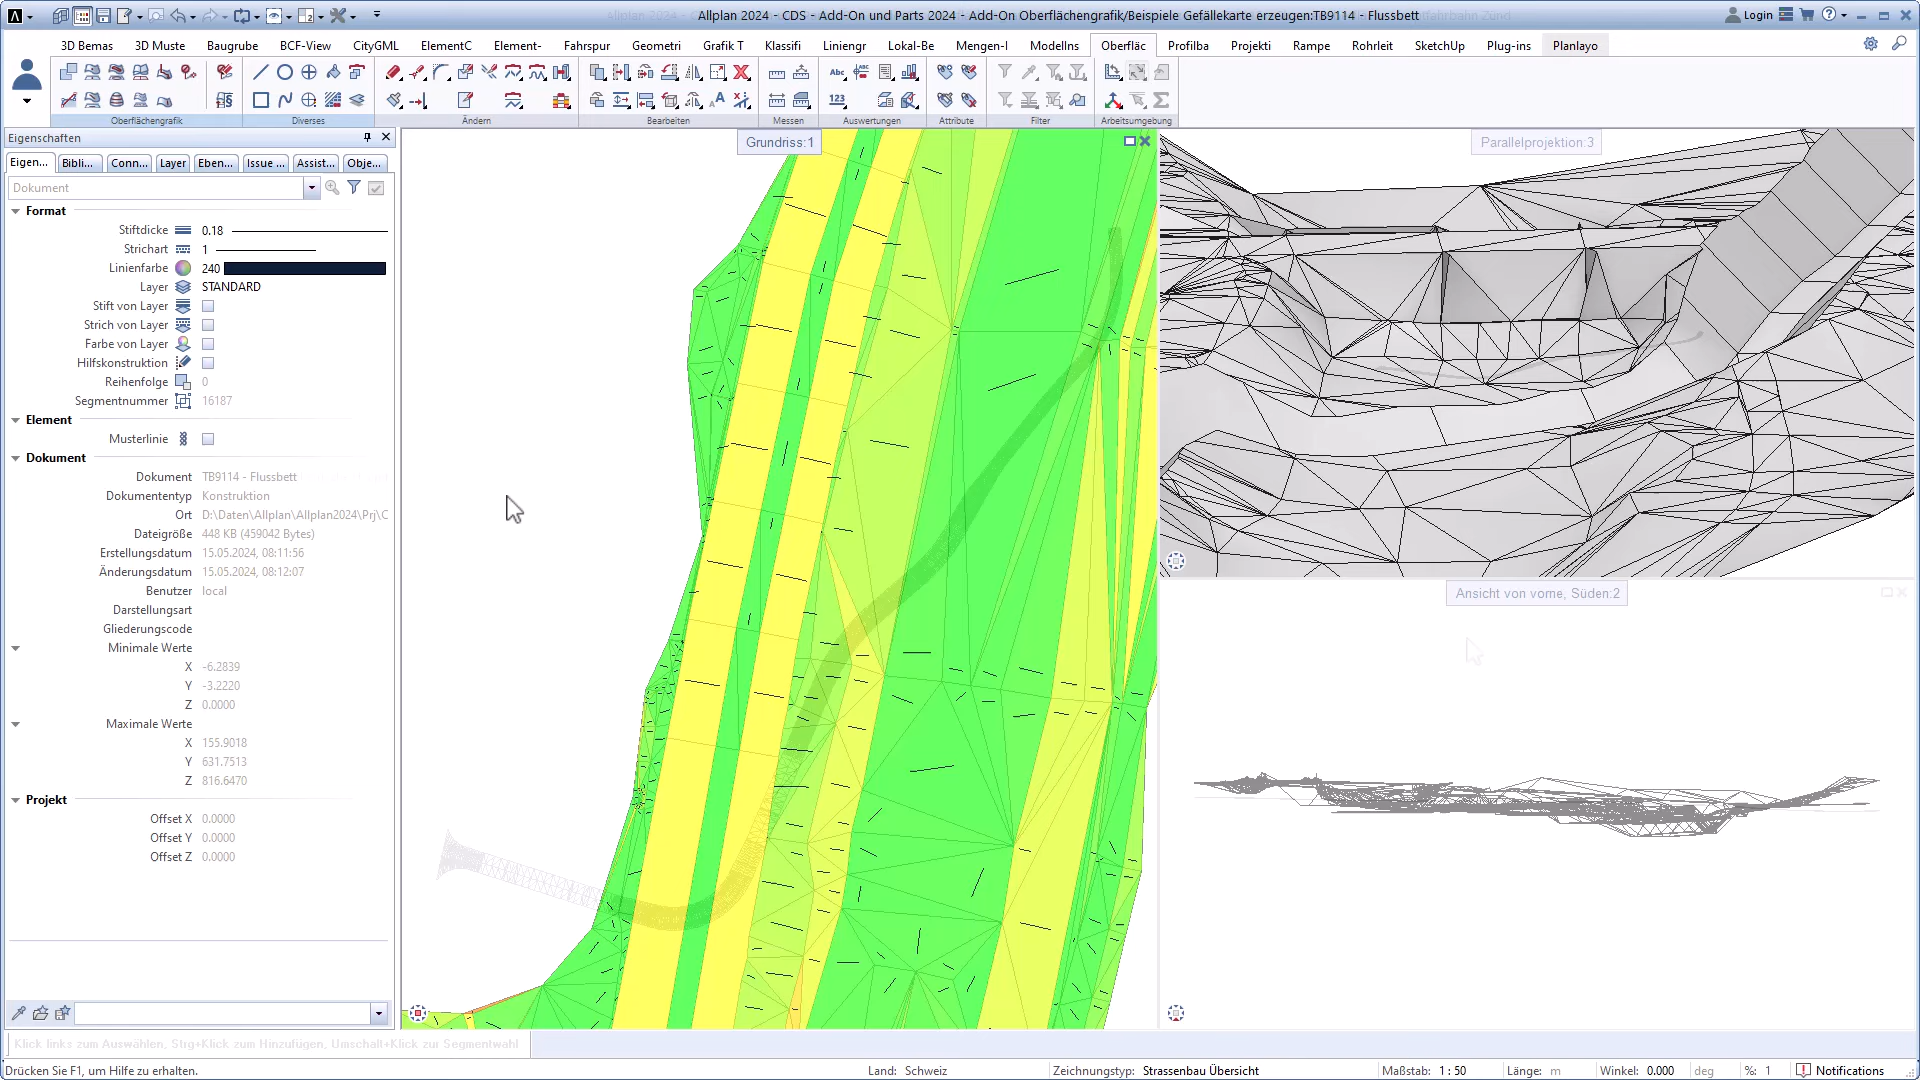 Allplan 2024 - CDS - Add-On und Parts 2024 - Add-On Oberflächengrafik/Beispiele Gefällekarte erzeugen:TB9114 - Flussbett
Login
3D Bemas 3D Muste Baugrube BCF-View CityGML ElementC Element- Fahrspur Geometri Grafik T Klassifi Liniengr Lokal-Be Mengen-I Modellns Oberfläc Profilba Projekti Rampe Rohrleit SketchUp Plug-ins Planlayo
Abc
123
Oberflächengrafik Diverses Ändern Bearbeiten Messen Auswertungen Attribute Filter Arbeitsumgebung
Eigenschaften
Eigen... Bibli... Conn... Layer Eben... Issue ... Assist... Obje...
Dokument
Format
Stiftdicke 0.18
Strichart 1
Linienfarbe 240
Layer STANDARD
Stift von Layer
Strich von Layer
Farbe von Layer
Hilfskonstruktion
Reihenfolge 0
Segmentnummer 16187
Element
Musterlinie
Dokument
Dokument TB9114 - Flussbett
Dokumententyp Konstruktion
Ort D:\Daten\Allplan\Allplan2024\Prj\C
Dateigröße 448 KB (459042 Bytes)
Erstellungsdatum 15.05.2024, 08:11:56
Änderungsdatum 15.05.2024, 08:12:07
Benutzer local
Darstellungsart
Gliederungscode
Minimale Werte
X -6.2839
Y -3.2220
Z 0.0000
Maximale Werte
X 155.9018
Y 631.7513
Z 816.6470
Projekt
Offset X 0.0000
Offset Y 0.0000
Offset Z 0.0000
Grundriss:1
Parallelprojektion:3
Ansicht von vorne, Süden:2
Klick links zum Auswählen, Strg+Klick zum Hinzufügen, Umschalt+Klick zur Segmentwahl
Drücken Sie F1, um Hilfe zu erhalten. Land: Schweiz Zeichnungstyp: Strassenbau Übersicht Maßstab: 1 : 50 Länge: m Winkel: 0.000 deg %: 1 Notifications